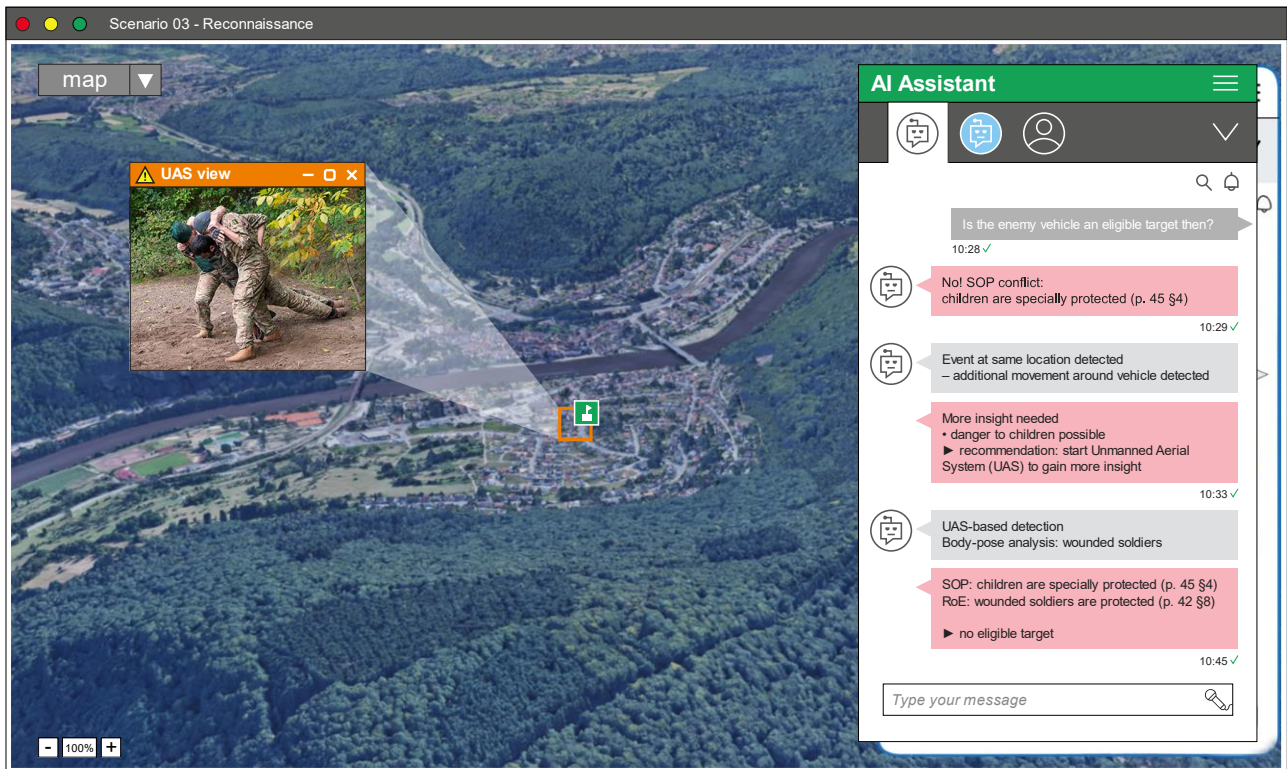 Scenario 03 - Reconnaissance
map
UAS view
AI Assistant
Is the enemy vehicle an eligible target then?
10:28
No! SOP conflict:
children are specially protected (p. 45 §4)
10:29
Event at same location detected
– additional movement around vehicle detected
More insight needed
• danger to children possible
► recommendation: start Unmanned Aerial
System (UAS) to gain more insight
10:33
UAS-based detection
Body-pose analysis: wounded soldiers
SOP: children are specially protected (p. 45 §4)
RoE: wounded soldiers are protected (p. 42 §8)
► no eligible target
10:45
Type your message
- 100% +